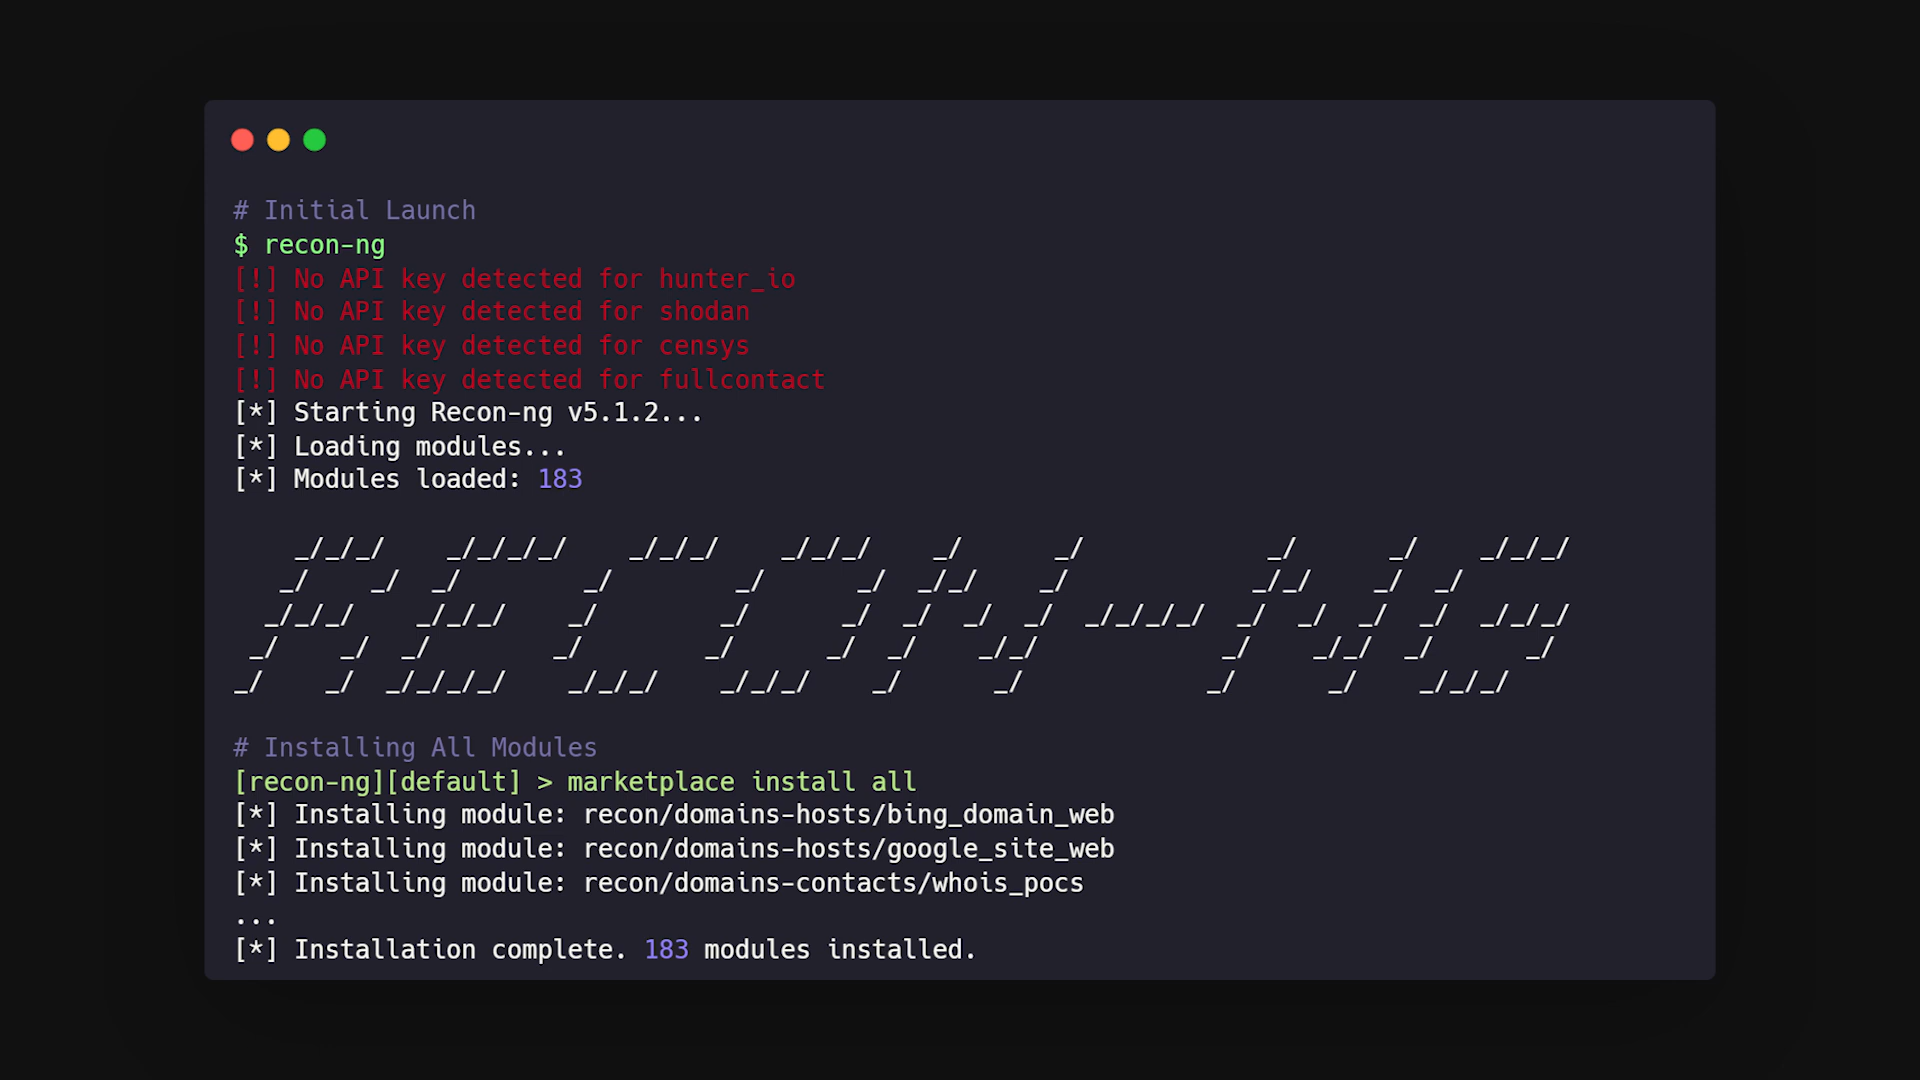 # Initial Launch
$ recon-ng
[!] No API key detected for hunter_io
[!] No API key detected for shodan
[!] No API key detected for censys
[!] No API key detected for fullcontact
[*] Starting Recon-ng v5.1.2...
[*] Loading modules...
[*] Modules loaded: 183
RECON-NG
# Installing All Modules
[recon-ng][default] > marketplace install all
[*] Installing module: recon/domains-hosts/bing_domain_web
[*] Installing module: recon/domains-hosts/google_site_web
[*] Installing module: recon/domains-contacts/whois_pocs
...
[*] Installation complete. 183 modules installed.